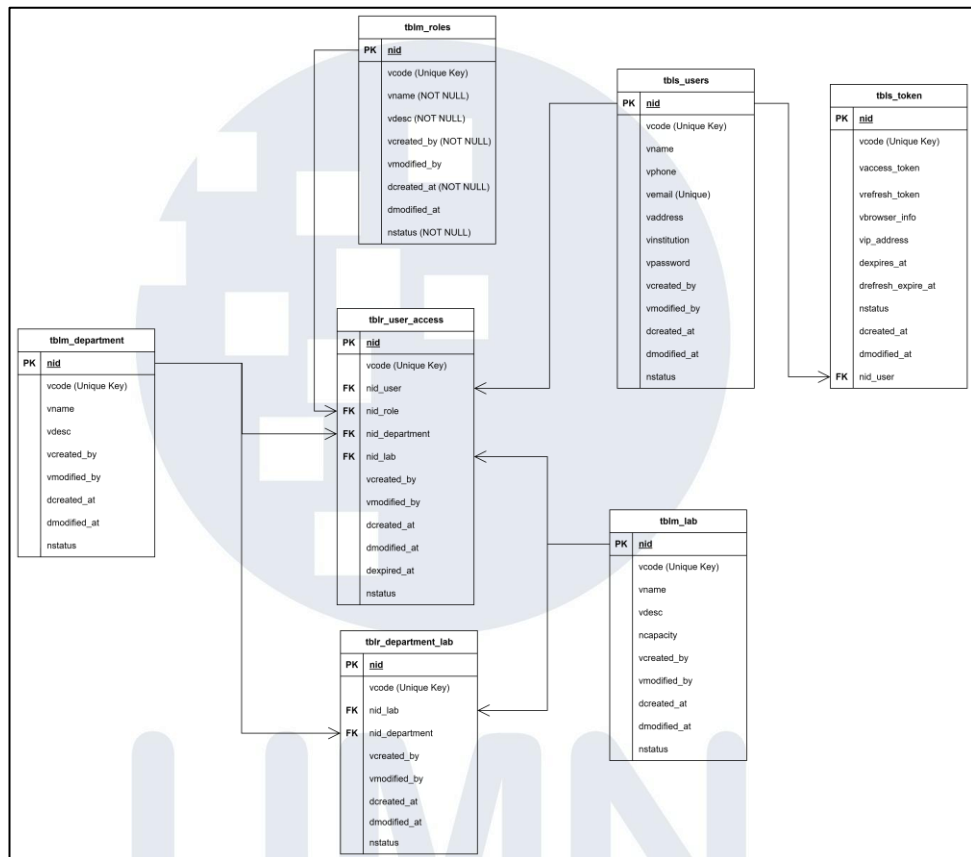 tblm_roles
PK nid
vcode (Unique Key)
vname (NOT NULL)
vdesc (NOT NULL)
vcreated_by (NOT NULL)
vmodified_by
dcreated_at (NOT NULL)
dmodified_at
nstatus (NOT NULL)
tbls_users
PK nid
vcode (Unique Key)
vname
vphone
vemail (Unique)
vaddress
vinstitution
vpassword
vcreated_by
vmodified_by
dcreated_at
dmodified_at
nstatus
tbls_token
PK nid
vcode (Unique Key)
vaccess_token
vrefresh_token
vbrowser_info
vip_address
dexpires_at
drefresh_expire_at
nstatus
dcreated_at
dmodified_at
FK nid_user
tblm_department
PK nid
vcode (Unique Key)
vname
vdesc
vcreated_by
vmodified_by
dcreated_at
dmodified_at
nstatus
tblr_user_access
PK nid
vcode (Unique Key)
FK nid_user
FK nid_role
FK nid_department
FK nid_lab
vcreated_by
vmodified_by
dcreated_at
dmodified_at
dexpired_at
nstatus
tblm_lab
PK nid
vcode (Unique Key)
vname
vdesc
ncapacity
vcreated_by
vmodified_by
dcreated_at
dmodified_at
nstatus
tblr_department_lab
PK nid
vcode (Unique Key)
FK nid_lab
FK nid_department
vcreated_by
vmodified_by
dcreated_at
dmodified_at
nstatus
UMN